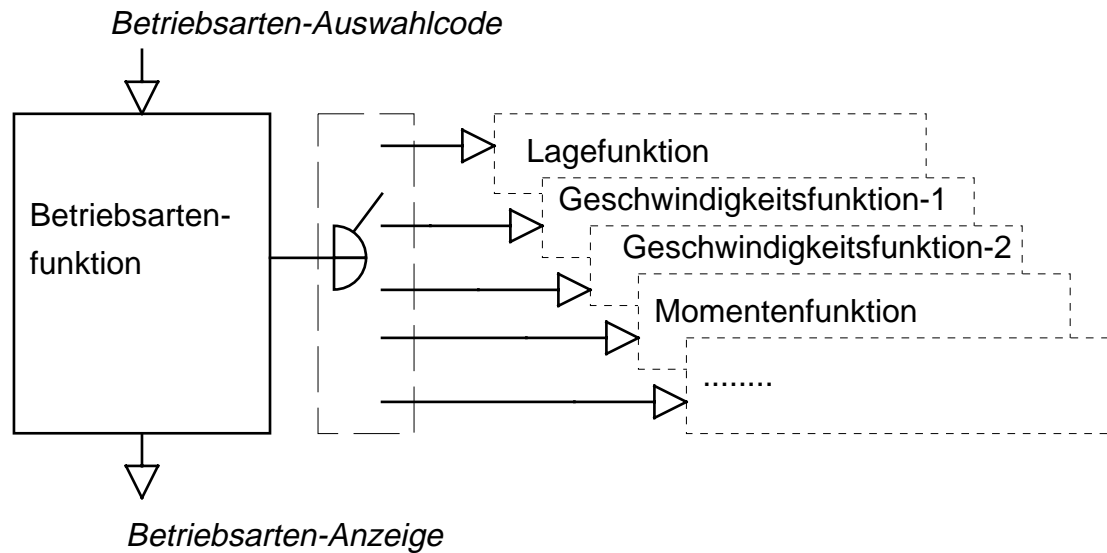 Betriebsarten-Auswahlcode
Betriebsarten-
funktion
Lagefunktion
Geschwindigkeitsfunktion-1
Geschwindigkeitsfunktion-2
Momentenfunktion
........
Betriebsarten-Anzeige